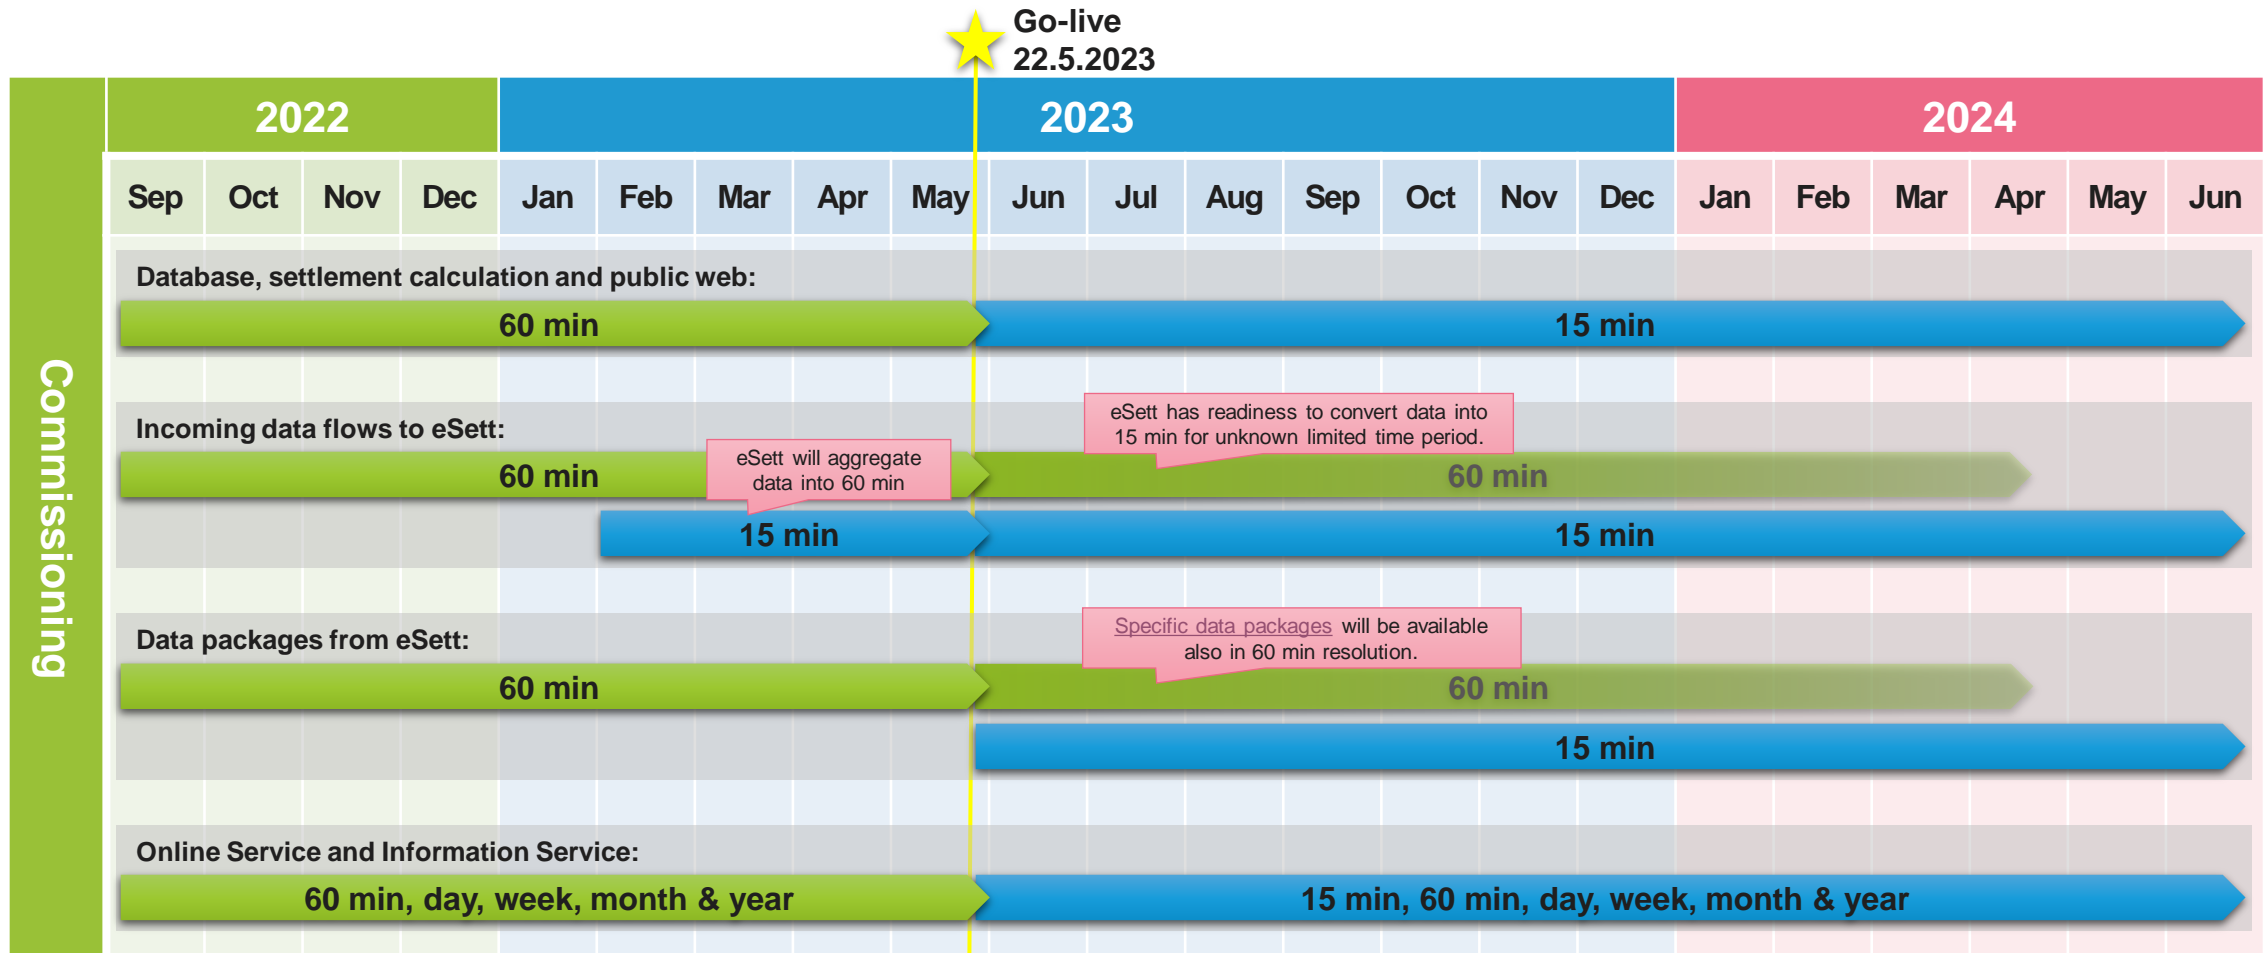 Go-live
22.5.2023
2022
2023
2024
Sep Oct Nov Dec Jan Feb Mar Apr May Jun Jul Aug Sep Oct Nov Dec Jan Feb Mar Apr May Jun
Commissioning
Database, settlement calculation and public web:
60 min
15 min
Incoming data flows to eSett:
eSett has readiness to convert data into
15 min for unknown limited time period.
eSett will aggregate
data into 60 min
60 min
60 min
15 min
15 min
Data packages from eSett:
Specific data packages will be available
also in 60 min resolution.
60 min
60 min
15 min
Online Service and Information Service:
60 min, day, week, month & year
15 min, 60 min, day, week, month & year